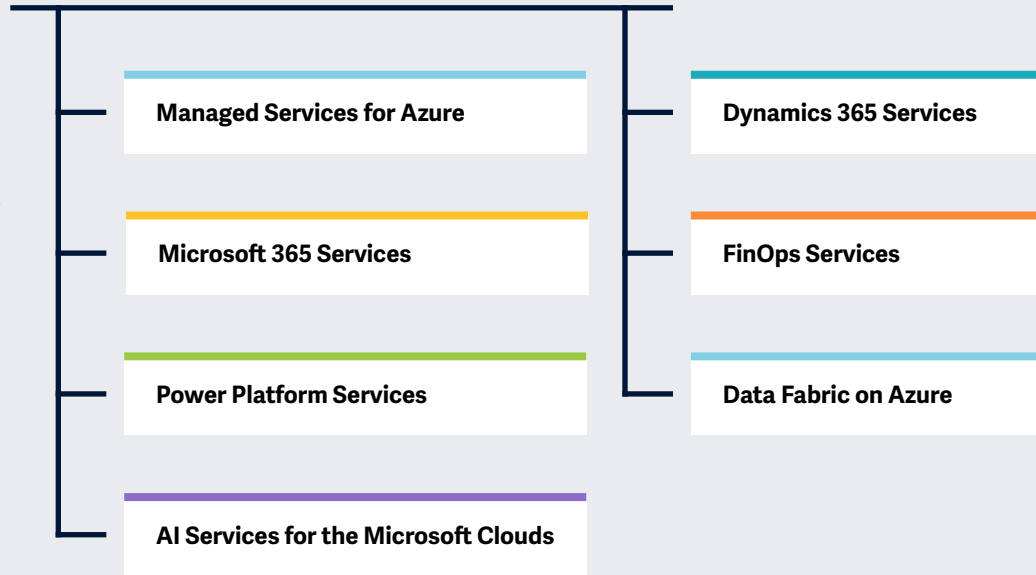 Managed Services for Azure
Microsoft 365 Services
Power Platform Services
AI Services for the Microsoft Clouds
Dynamics 365 Services
FinOps Services
Data Fabric on Azure